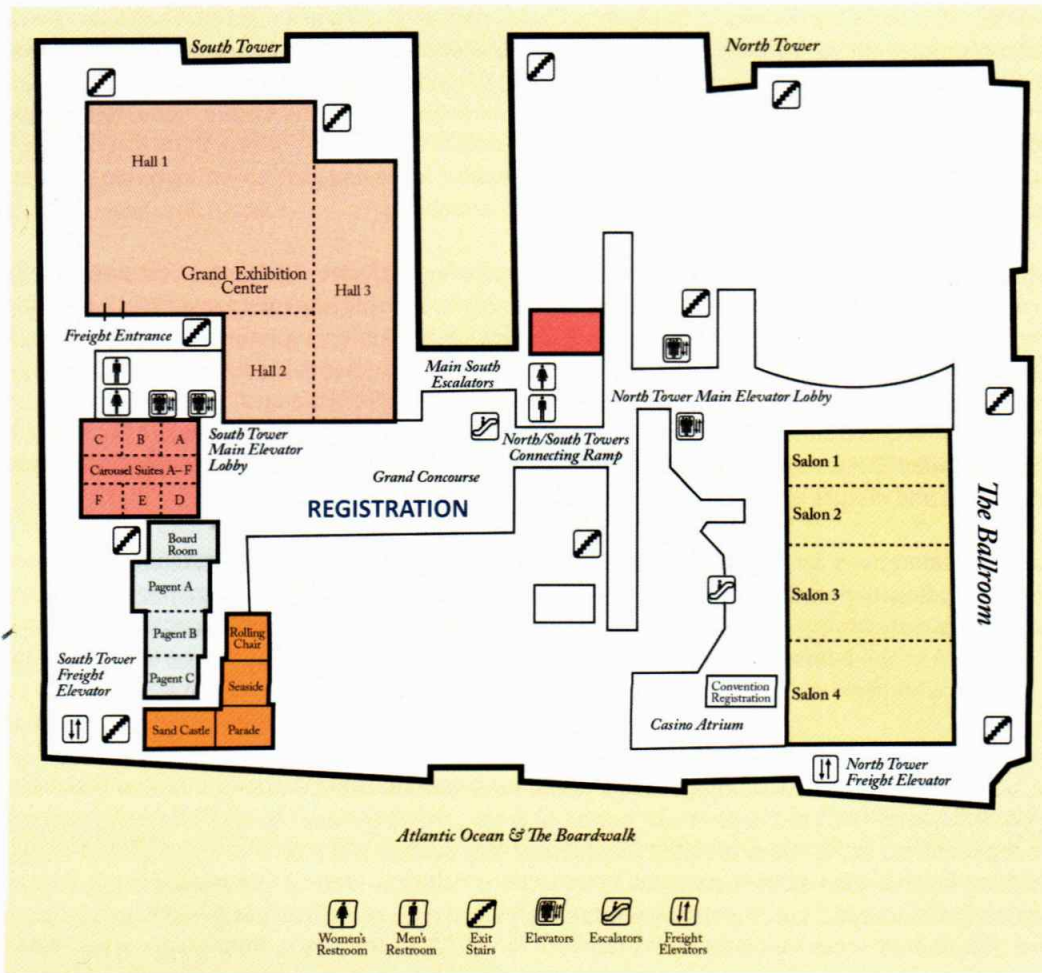 South Tower
North Tower
Hall 1
Grand Exhibition
Center
Hall 3
Freight Entrance
Hall 2
Main South
Escalators
North Tower Main Elevator Lobby
South Tower
Main Elevator
Lobby
C
B
A
Carousel Suites A–F
F
E
D
North/South Towers
Connecting Ramp
Grand Concourse
REGISTRATION
Salon 1
Salon 2
Salon 3
Salon 4
The Ballroom
Board
Room
Pagent A
Pagent B
Pagent C
Rolling
Chair
Seaside
South Tower
Freight
Elevator
Sand Castle
Parade
Convention
Registration
Casino Atrium
North Tower
Freight Elevator
Atlantic Ocean & The Boardwalk
Women's
Restroom
Men's
Restroom
Exit
Stairs
Elevators
Escalators
Freight
Elevators